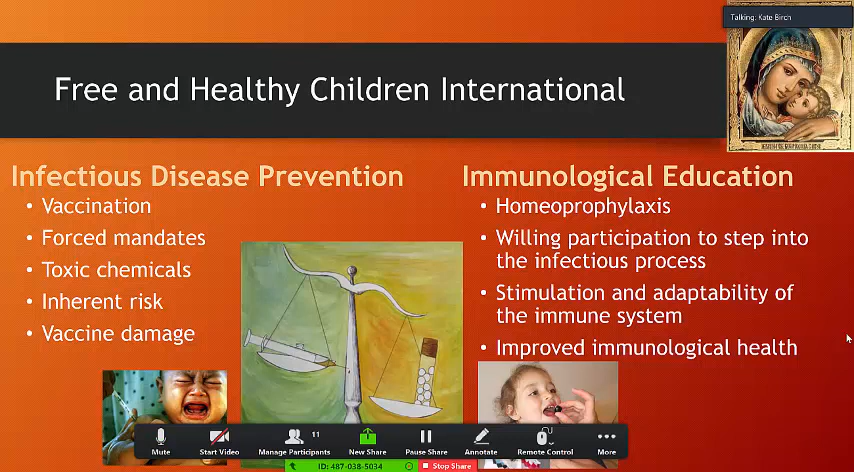 Talking: Kate Birch
Free and Healthy Children International
Infectious Disease Prevention
• Vaccination
• Forced mandates
• Toxic chemicals
• Inherent risk
• Vaccine damage
Immunological Education
• Homeoprophylaxis
• Willing participation to step into
the infectious process
• Stimulation and adaptability of
the immune system
• Improved immunological health
Mute
Start Video
Manage Participants
11
New Share
Pause Share
Annotate
Remote Control
More
ID: 487-038-5034
Stop Share